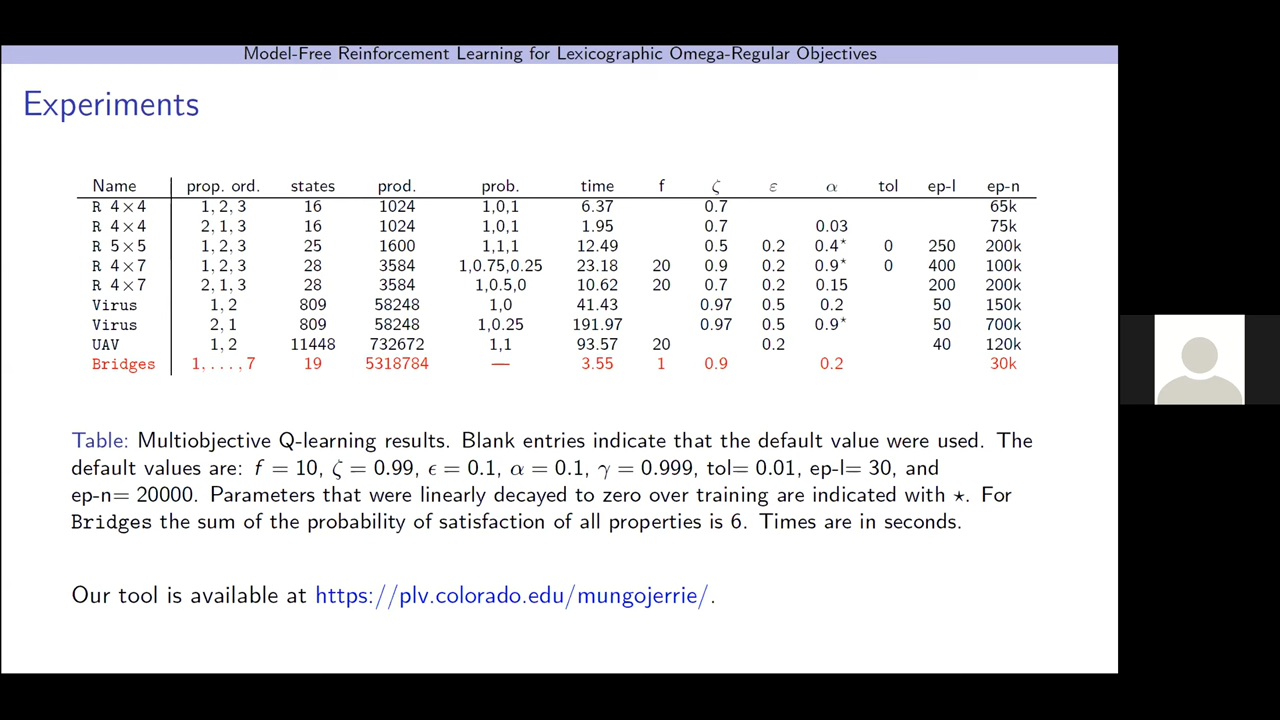 Model-Free Reinforcement Learning for Lexicographic Omega-Regular Objectives
Experiments
Name prop. ord. states prod. prob. time f ζ ε α tol ep-l ep-n
R 4×4 1, 2, 3 16 1024 1,0,1 6.37 0.7 65k
R 4×4 2, 1, 3 16 1024 1,0,1 1.95 0.7 0.03 75k
R 5×5 1, 2, 3 25 1600 1,1,1 12.49 0.5 0.2 0.4⋆ 0 250 200k
R 4×7 1, 2, 3 28 3584 1,0.75,0.25 23.18 20 0.9 0.2 0.9⋆ 0 400 100k
R 4×7 2, 1, 3 28 3584 1,0.5,0 10.62 20 0.7 0.2 0.15 200 200k
Virus 1, 2 809 58248 1,0 41.43 0.97 0.5 0.2 50 150k
Virus 2, 1 809 58248 1,0.25 191.97 0.97 0.5 0.9⋆ 50 700k
UAV 1, 2 11448 732672 1,1 93.57 20 0.2 40 120k
Bridges 1, . . . , 7 19 5318784 — 3.55 1 0.9 0.2 30k
Table: Multiobjective Q-learning results. Blank entries indicate that the default value were used. The
default values are: f = 10, ζ = 0.99, ϵ = 0.1, α = 0.1, γ = 0.999, tol= 0.01, ep-l= 30, and
ep-n= 20000. Parameters that were linearly decayed to zero over training are indicated with ⋆. For
Bridges the sum of the probability of satisfaction of all properties is 6. Times are in seconds.
Our tool is available at https://plv.colorado.edu/mungojerrie/.